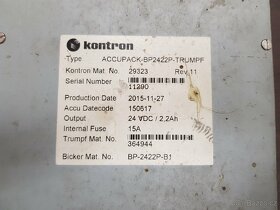 kontron
Type ACCUPACK-BP2422P-TRUMPF
Kontron Mat. No. 29323 Rev.11
Serial Number 11290
Production Date 2015-11-27
Accu Datecode 150517
Output 24 VDC / 2,2Ah
Internal Fuse 15A
Trumpf Mat. No. 364944
Bicker Mat. No. BP-2422P-B1